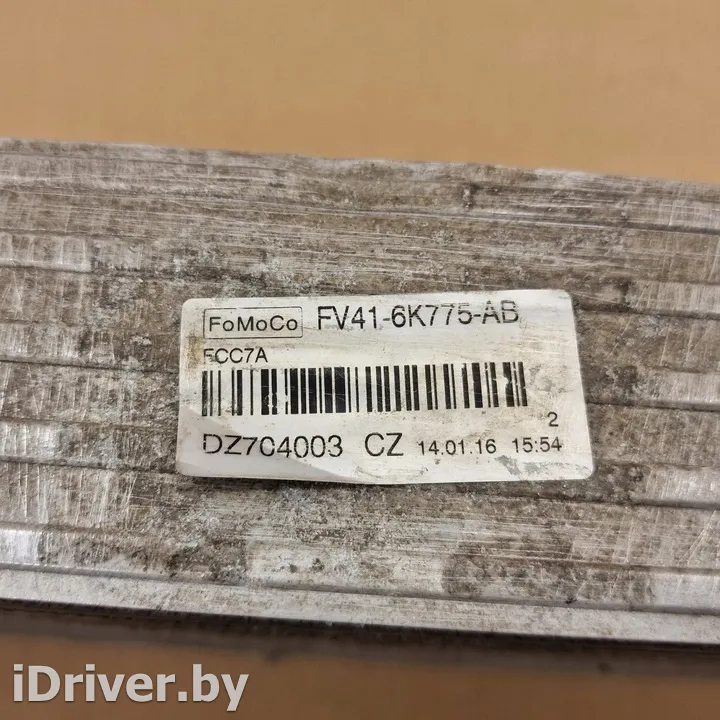 FoMoCo FV41-6K775-AB
FCC7A
2
DZ7C4003 CZ 14.01.16 15:54
iDriver.by